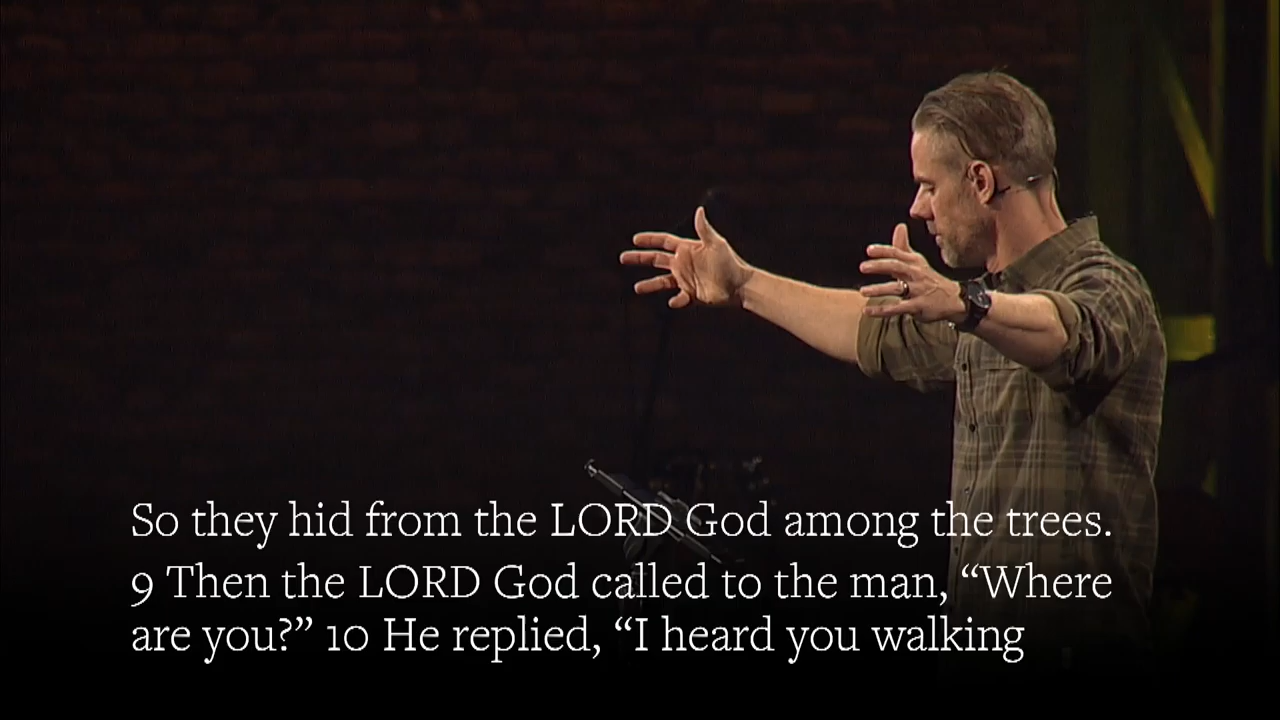 So they hid from the LORD God among the trees.
9 Then the LORD God called to the man, “Where
are you?” 10 He replied, “I heard you walking